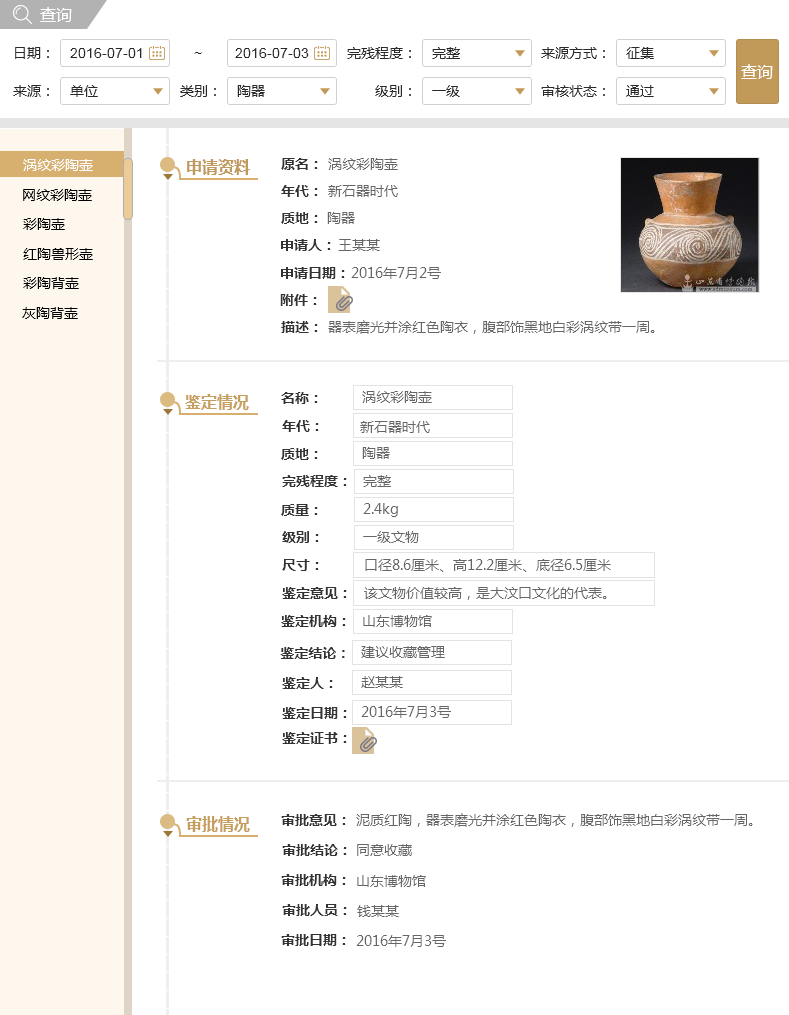 查询
日期： 2016-07-01 ~ 2016-07-03 完残程度： 完整 来源方式： 征集
查询
来源： 单位 类别： 陶器 级别： 一级 审核状态： 通过
涡纹彩陶壶
网纹彩陶壶
彩陶壶
红陶兽形壶
彩陶背壶
灰陶背壶
申请资料
原名： 涡纹彩陶壶
年代： 新石器时代
质地： 陶器
申请人： 王某某
申请日期： 2016年7月2号
附件：
描述： 器表磨光并涂红色陶衣，腹部饰黑地白彩涡纹带一周。
鉴定情况
名称： 涡纹彩陶壶
年代： 新石器时代
质地： 陶器
完残程度： 完整
质量： 2.4kg
级别： 一级文物
尺寸： 口径8.6厘米、高12.2厘米、底径6.5厘米
鉴定意见： 该文物价值较高，是大汶口文化的代表。
鉴定机构： 山东博物馆
鉴定结论： 建议收藏管理
鉴定人： 赵某某
鉴定日期： 2016年7月3号
鉴定证书：
审批情况
审批意见： 泥质红陶，器表磨光并涂红色陶衣，腹部饰黑地白彩涡纹带一周。
审批结论： 同意收藏
审批机构： 山东博物馆
审批人员： 钱某某
审批日期： 2016年7月3号